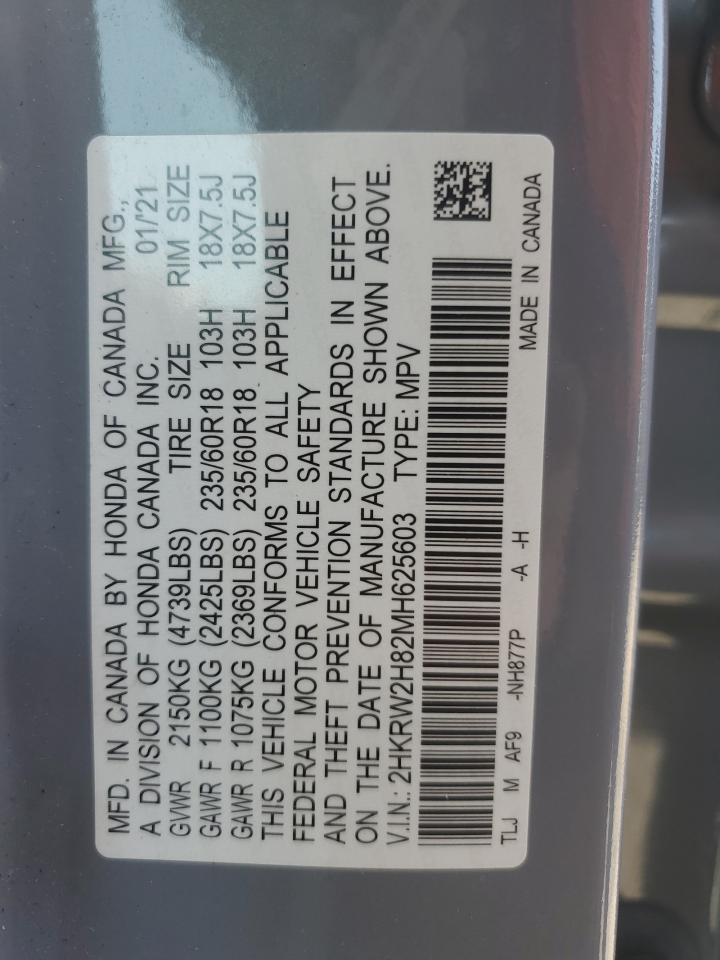 MFD. IN CANADA BY HONDA OF CANADA MFG.,
A DIVISION OF HONDA CANADA INC. 01/'21
GVWR 2150KG (4739LBS) TIRE SIZE RIM SIZE
GAWR F 1100KG (2425LBS) 235/60R18 103H 18X7.5J
GAWR R 1075KG (2369LBS) 235/60R18 103H 18X7.5J
THIS VEHICLE CONFORMS TO ALL APPLICABLE
FEDERAL MOTOR VEHICLE SAFETY
AND THEFT PREVENTION STANDARDS IN EFFECT
ON THE DATE OF MANUFACTURE SHOWN ABOVE.
V.I.N.: 2HKRW2H82MH625603 TYPE: MPV
TLJ M AF9 -NH877P -A -H MADE IN CANADA